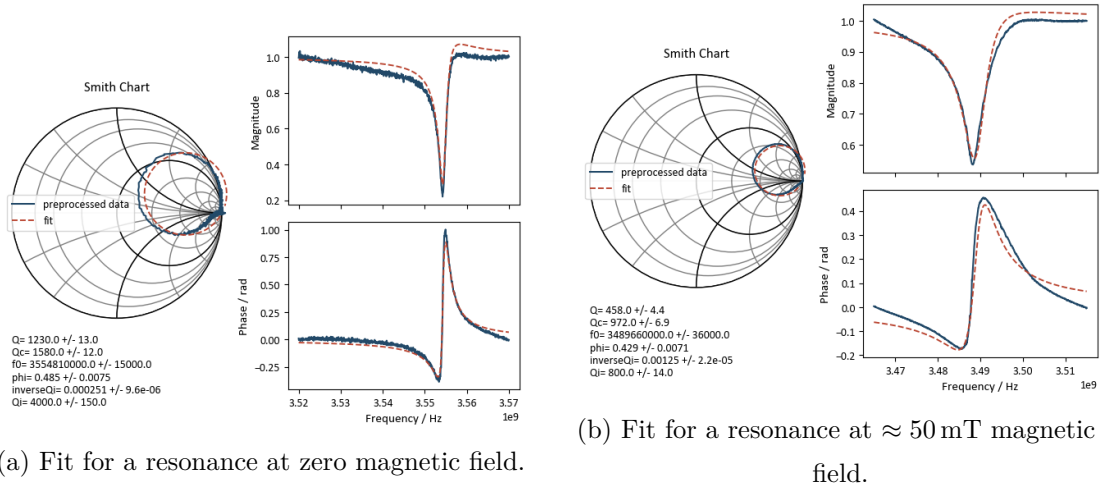 Smith Chart
preprocessed data
fit
Q= 1230.0 +/- 13.0
Qc= 1580.0 +/- 12.0
f0= 3554810000.0 +/- 15000.0
phi= 0.485 +/- 0.0075
inverseQi= 0.000251 +/- 9.6e-06
Qi= 4000.0 +/- 150.0
Magnitude
1.0
0.8
0.6
0.4
0.2
Phase / rad
1.00
0.75
0.50
0.25
0.00
−0.25
3.52 3.53 3.54 3.55 3.56 3.57
Frequency / Hz 1e9
(a) Fit for a resonance at zero magnetic field.
Smith Chart
preprocessed data
fit
Q= 458.0 +/- 4.4
Qc= 972.0 +/- 6.9
f0= 3489660000.0 +/- 36000.0
phi= 0.429 +/- 0.0071
inverseQi= 0.00125 +/- 2.2e-05
Qi= 800.0 +/- 14.0
Magnitude
1.0
0.9
0.8
0.7
0.6
Phase / rad
0.4
0.3
0.2
0.1
0.0
−0.1
−0.2
3.47 3.48 3.49 3.50 3.51
Frequency / Hz 1e9
(b) Fit for a resonance at ≈ 50 mT magnetic
field.